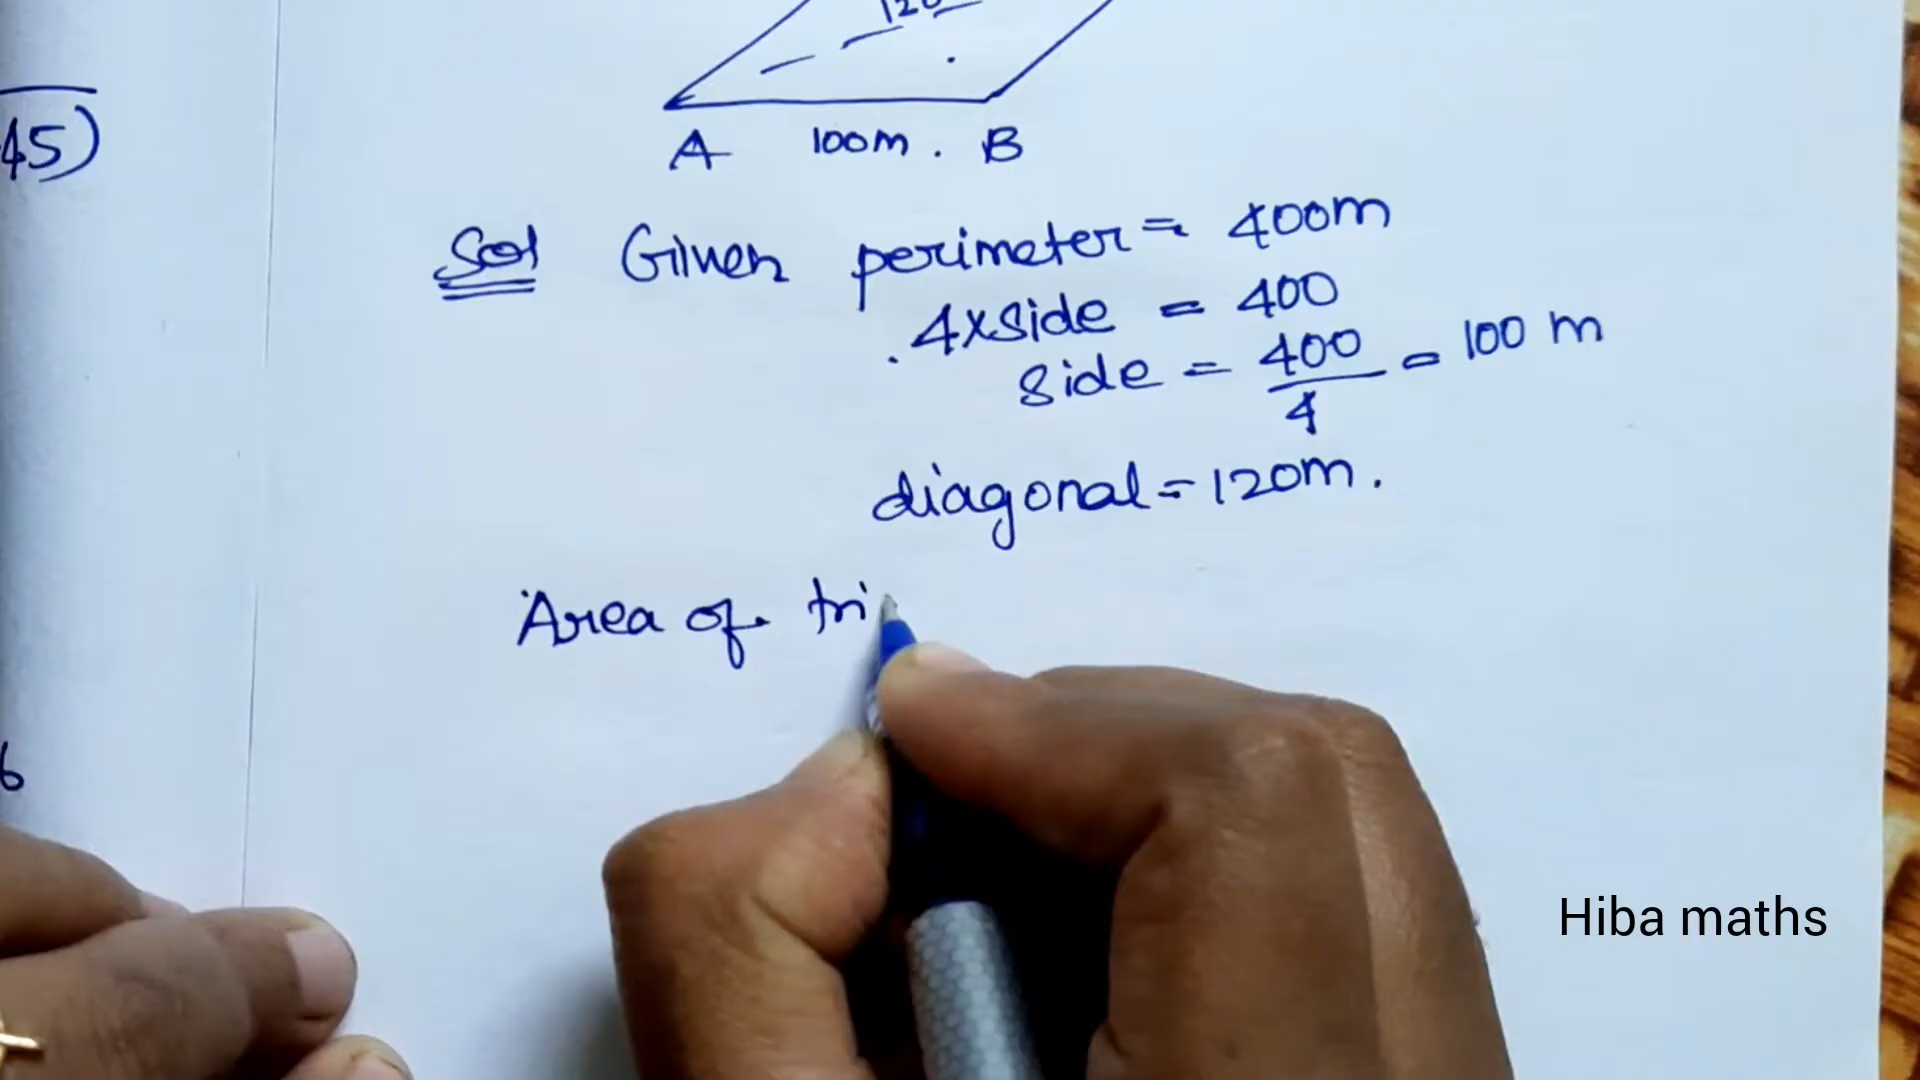 120
45)
A 100m. B
Sol Given perimeter = 400m
4xside = 400
side = 400/4 = 100 m
diagonal = 120m.
Area of tri
6
Hiba maths